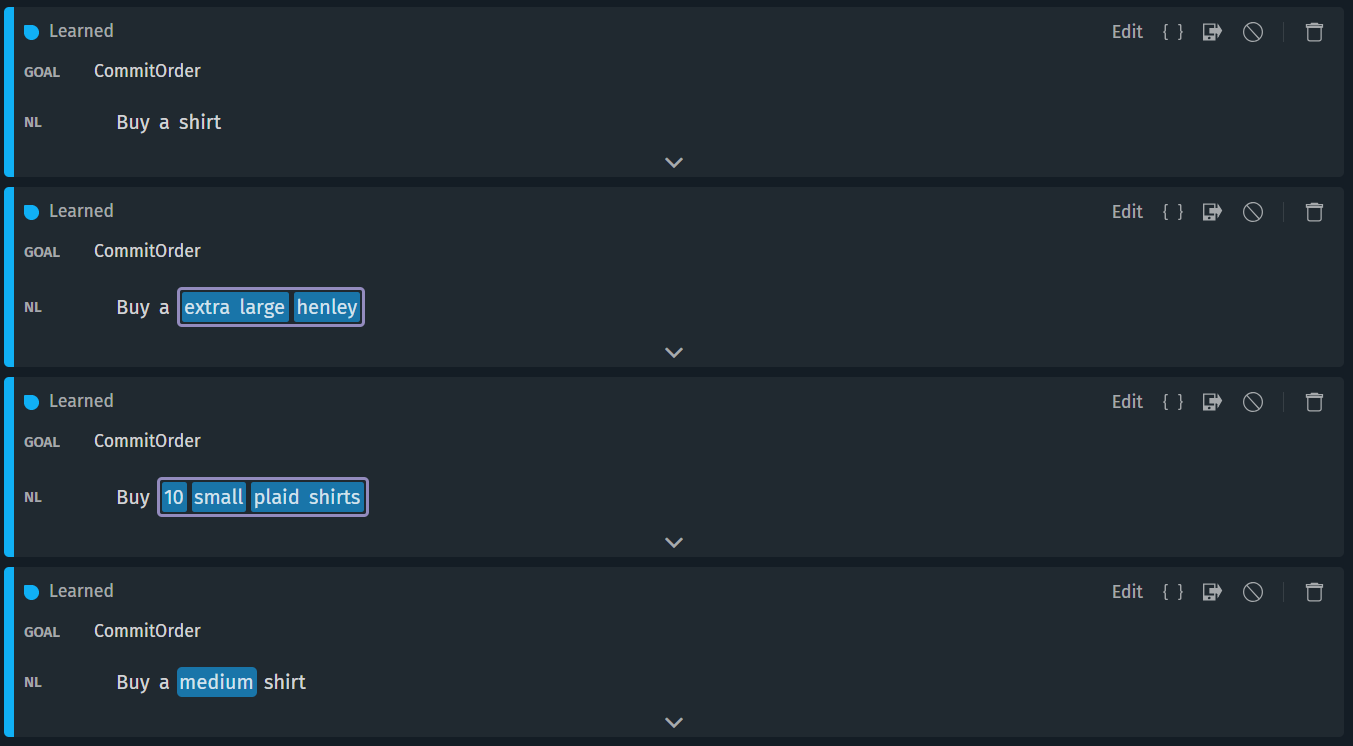 Learned Edit { }
GOAL CommitOrder
NL Buy a shirt
Learned Edit { }
GOAL CommitOrder
NL Buy a extra large henley
Learned Edit { }
GOAL CommitOrder
NL Buy 10 small plaid shirts
Learned Edit { }
GOAL CommitOrder
NL Buy a medium shirt